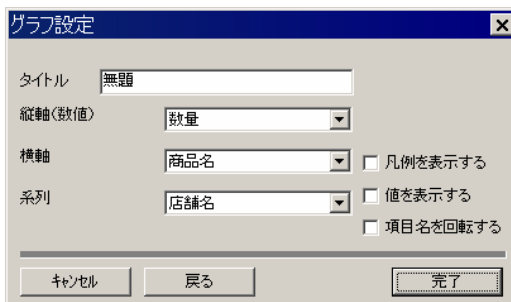 グラフ設定
タイトル 無題
縦軸(数値) 数量
横軸 商品名 凡例を表示する
系列 店舗名 値を表示する
項目名を回転する
キャンセル 戻る 完了